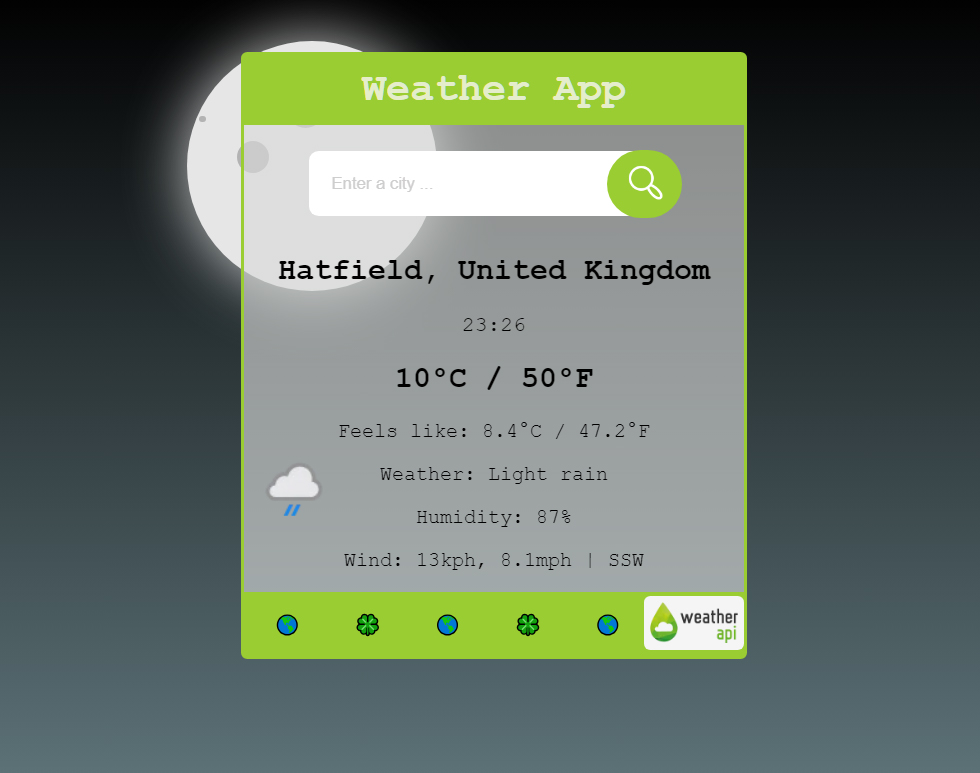 Weather App
Enter a city ...
Hatfield, United Kingdom
23:26
10°C / 50°F
Feels like: 8.4°C / 47.2°F
Weather: Light rain
Humidity: 87%
Wind: 13kph, 8.1mph | SSW
weather
api